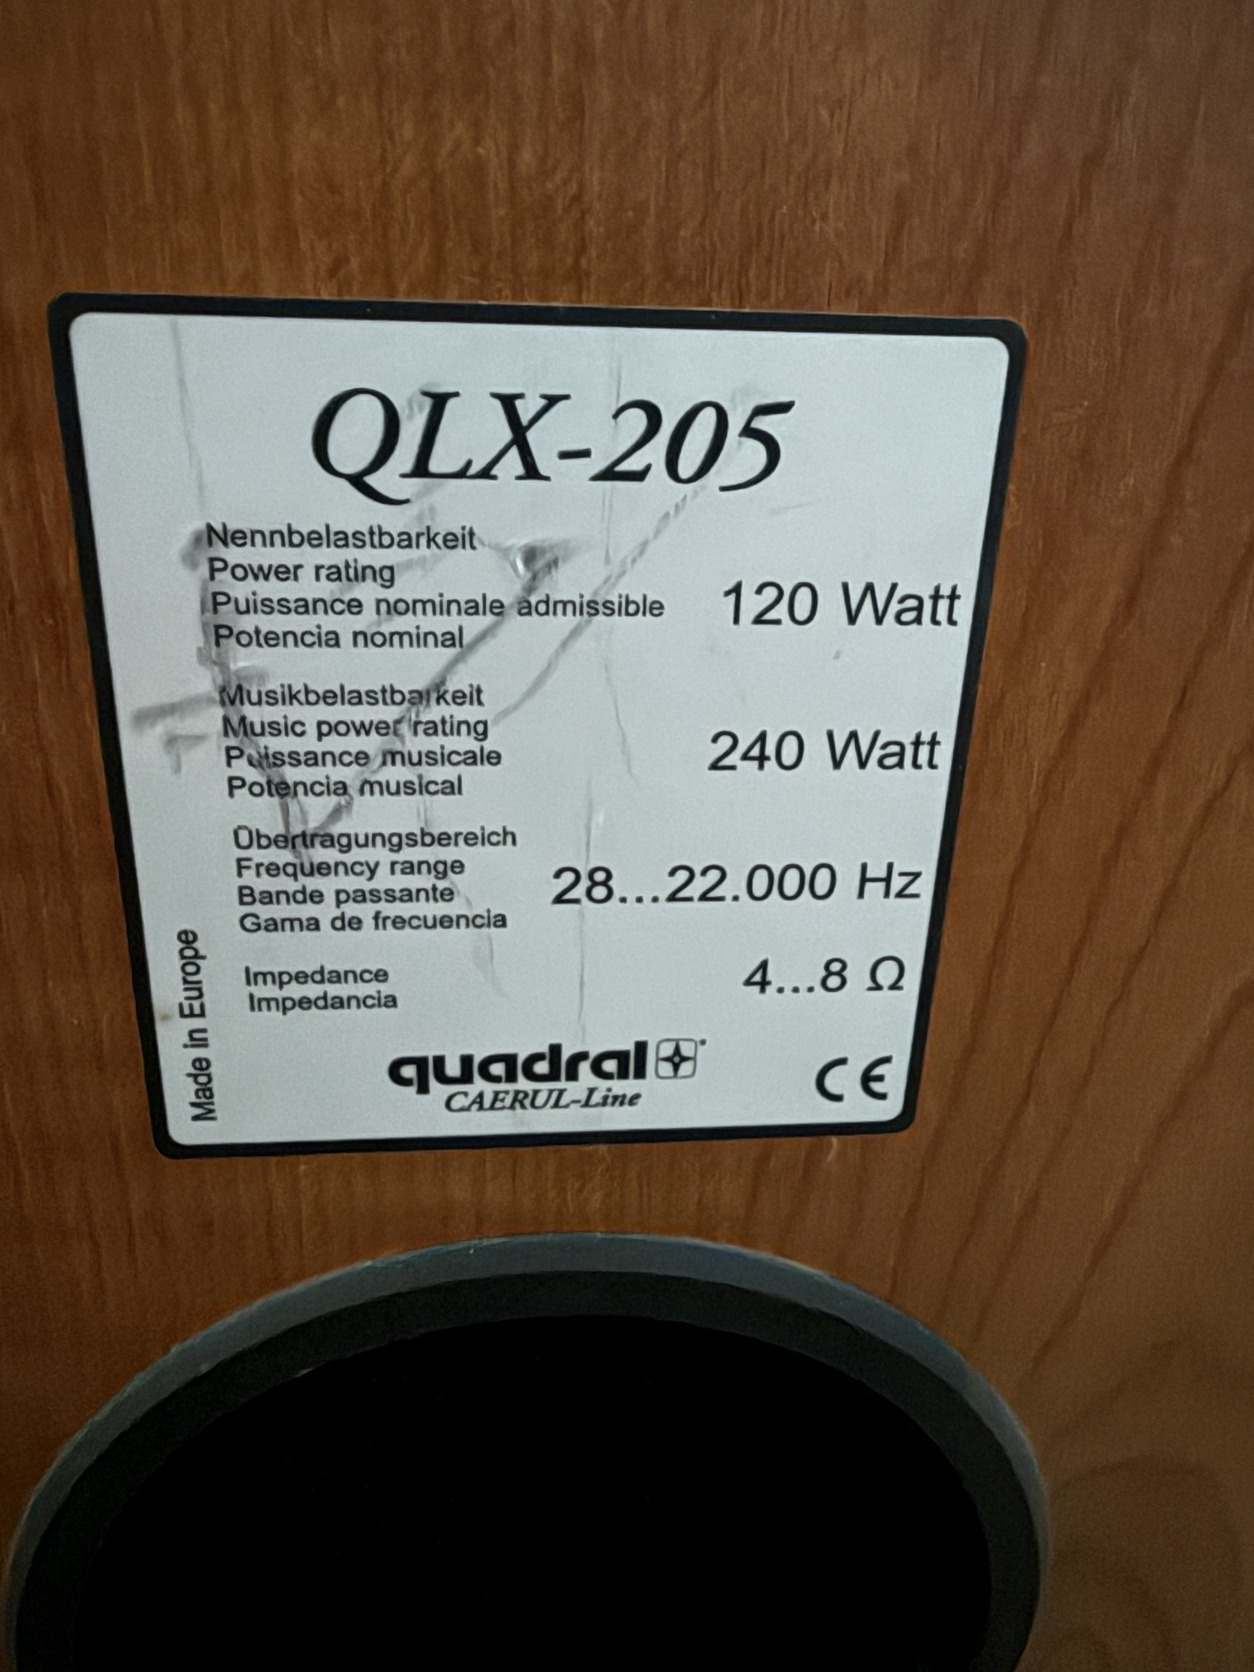 QLX-205
Nennbelastbarkeit
Power rating
Puissance nominale admissible
Potencia nominal
120 Watt
Musikbelastbarkeit
Music power rating
Puissance musicale
Potencia musical
240 Watt
Übertragungsbereich
Frequency range
Bande passante
Gama de frecuencia
28...22.000 Hz
Impedance
Impedancia
4...8 Ω
Made in Europe
quadral
CAERUL-Line
CE